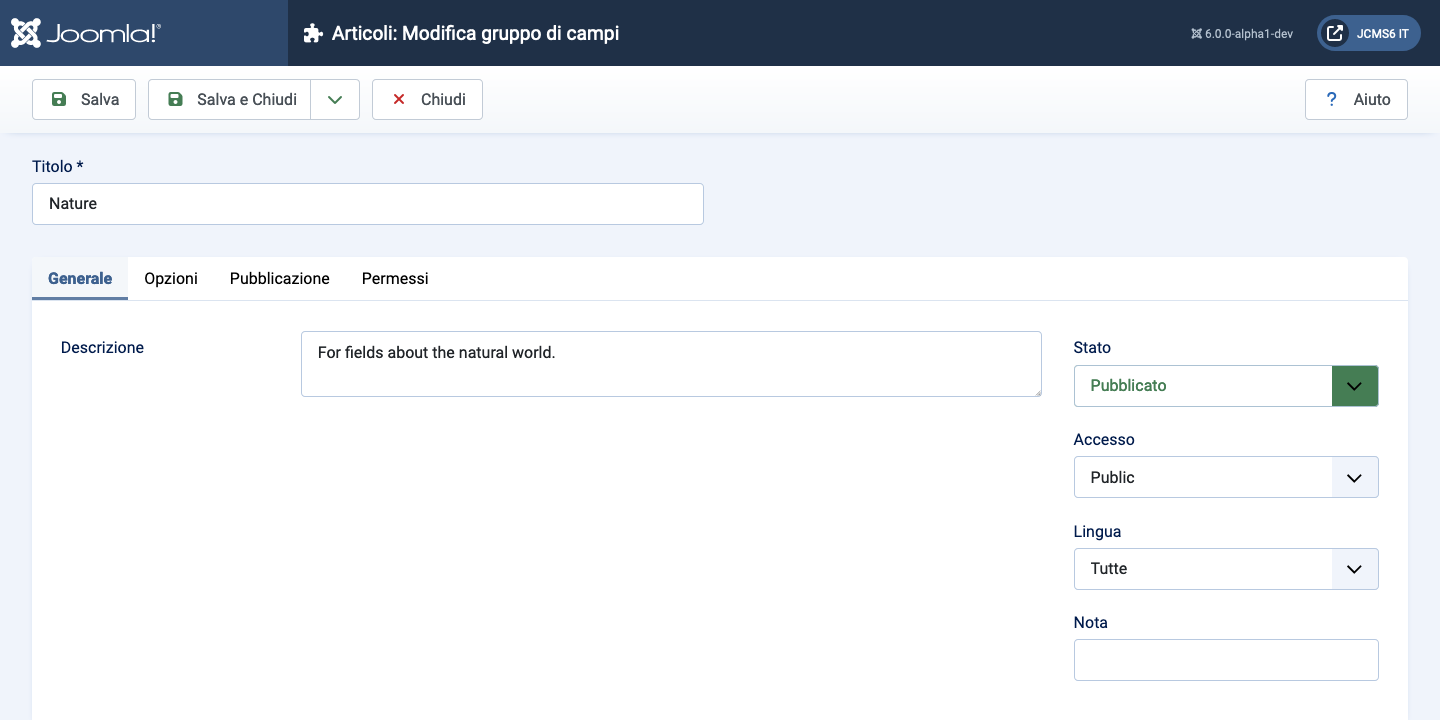 Joomla!®
Articoli: Modifica gruppo di campi
6.0.0-alpha1-dev
JCMS6 IT
Salva
Salva e Chiudi
Chiudi
? Aiuto
Titolo *
Nature
Generale
Opzioni
Pubblicazione
Permessi
Descrizione
For fields about the natural world.
Stato
Pubblicato
Accesso
Public
Lingua
Tutte
Nota